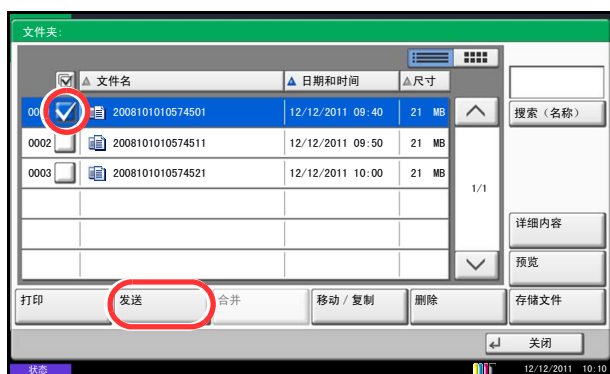 文件夹:
文件名 日期和时间 尺寸
2008101010574501 12/12/2011 09:40 21 MB
搜索（名称）
0002 2008101010574511 12/12/2011 09:50 21 MB
0003 2008101010574521 12/12/2011 10:00 21 MB
1/1
详细内容
预览
打印 发送 合并 移动 / 复制 删除 存储文件
关闭
状态 12/12/2011 10:10